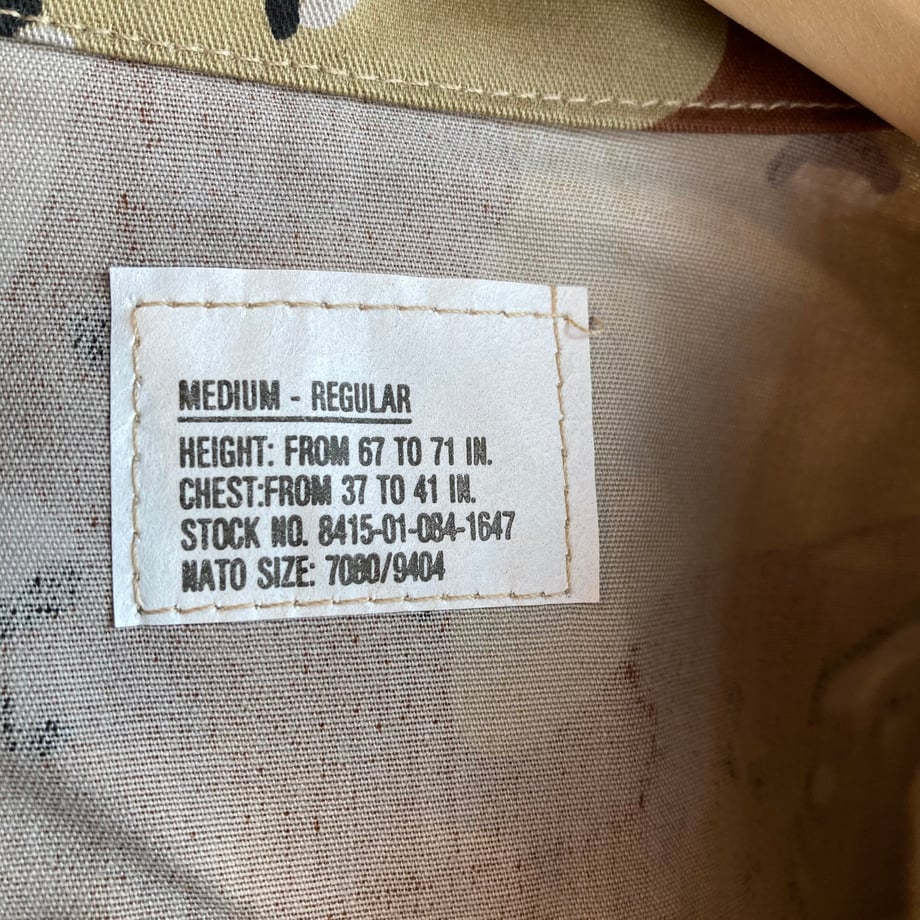 MEDIUM - REGULAR
HEIGHT: FROM 67 TO 71 IN.
CHEST:FROM 37 TO 41 IN.
STOCK NO. 8415-01-084-1647
NATO SIZE: 7080/9404